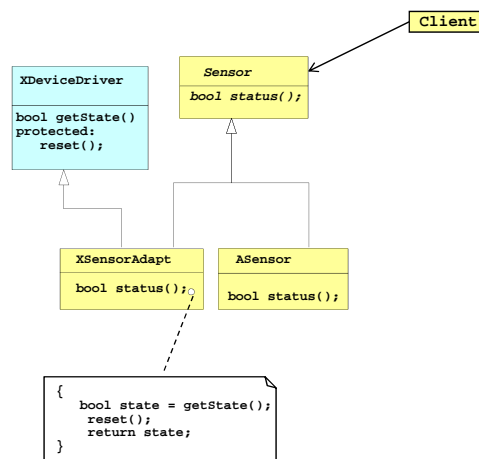 Client
XDeviceDriver
bool getState()
protected:
reset();
Sensor
bool status();
XSensorAdapt
bool status();
ASensor
bool status();
{
bool state = getState();
reset();
return state;
}